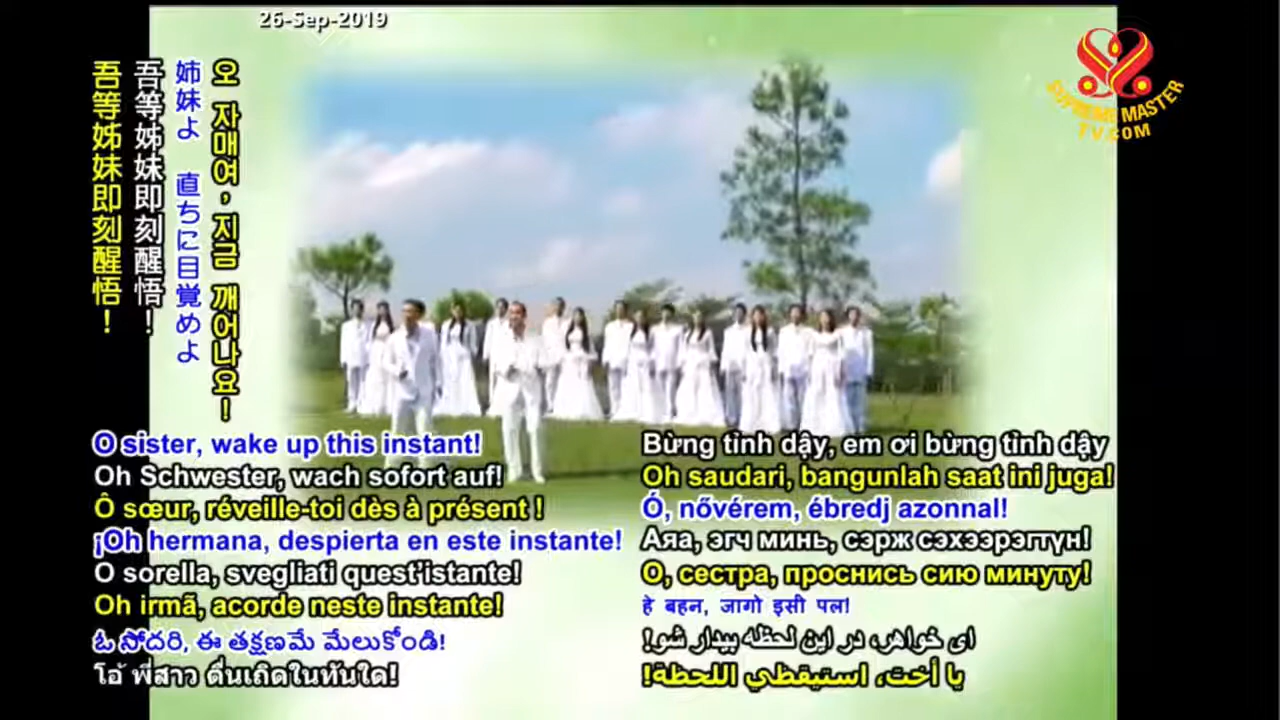 26-Sep-2019
SUPREME MASTER
TV.COM
오 자매여, 지금 깨어나요!
姉妹よ 直ちに目覚めよ
吾等姊妹即刻醒悟!
吾等姊妹即刻醒悟!
O sister, wake up this instant!
Oh Schwester, wach sofort auf!
Ô sœur, réveille-toi dès à présent !
¡Oh hermana, despierta en este instante!
O sorella, svegliati quest'istante!
Oh irmã, acorde neste instante!
ఓ సోదరి, ఈ తక్షణమే మేలుకోండి!
โอ้ พี่สาว ตื่นเถิดในทันใด!
Bừng tỉnh dậy, em ơi bừng tỉnh dậy
Oh saudari, bangunlah saat ini juga!
Ó, nővérem, ébredj azonnal!
Аяа, эгч минь, сэрж сэхээрэгтүн!
О, сестра, проснись сию минуту!
हे बहन, जागो इसी पल!
ای خواهر، در این لحظه بیدار شو!
يا أخت، استيقظي اللحظة!